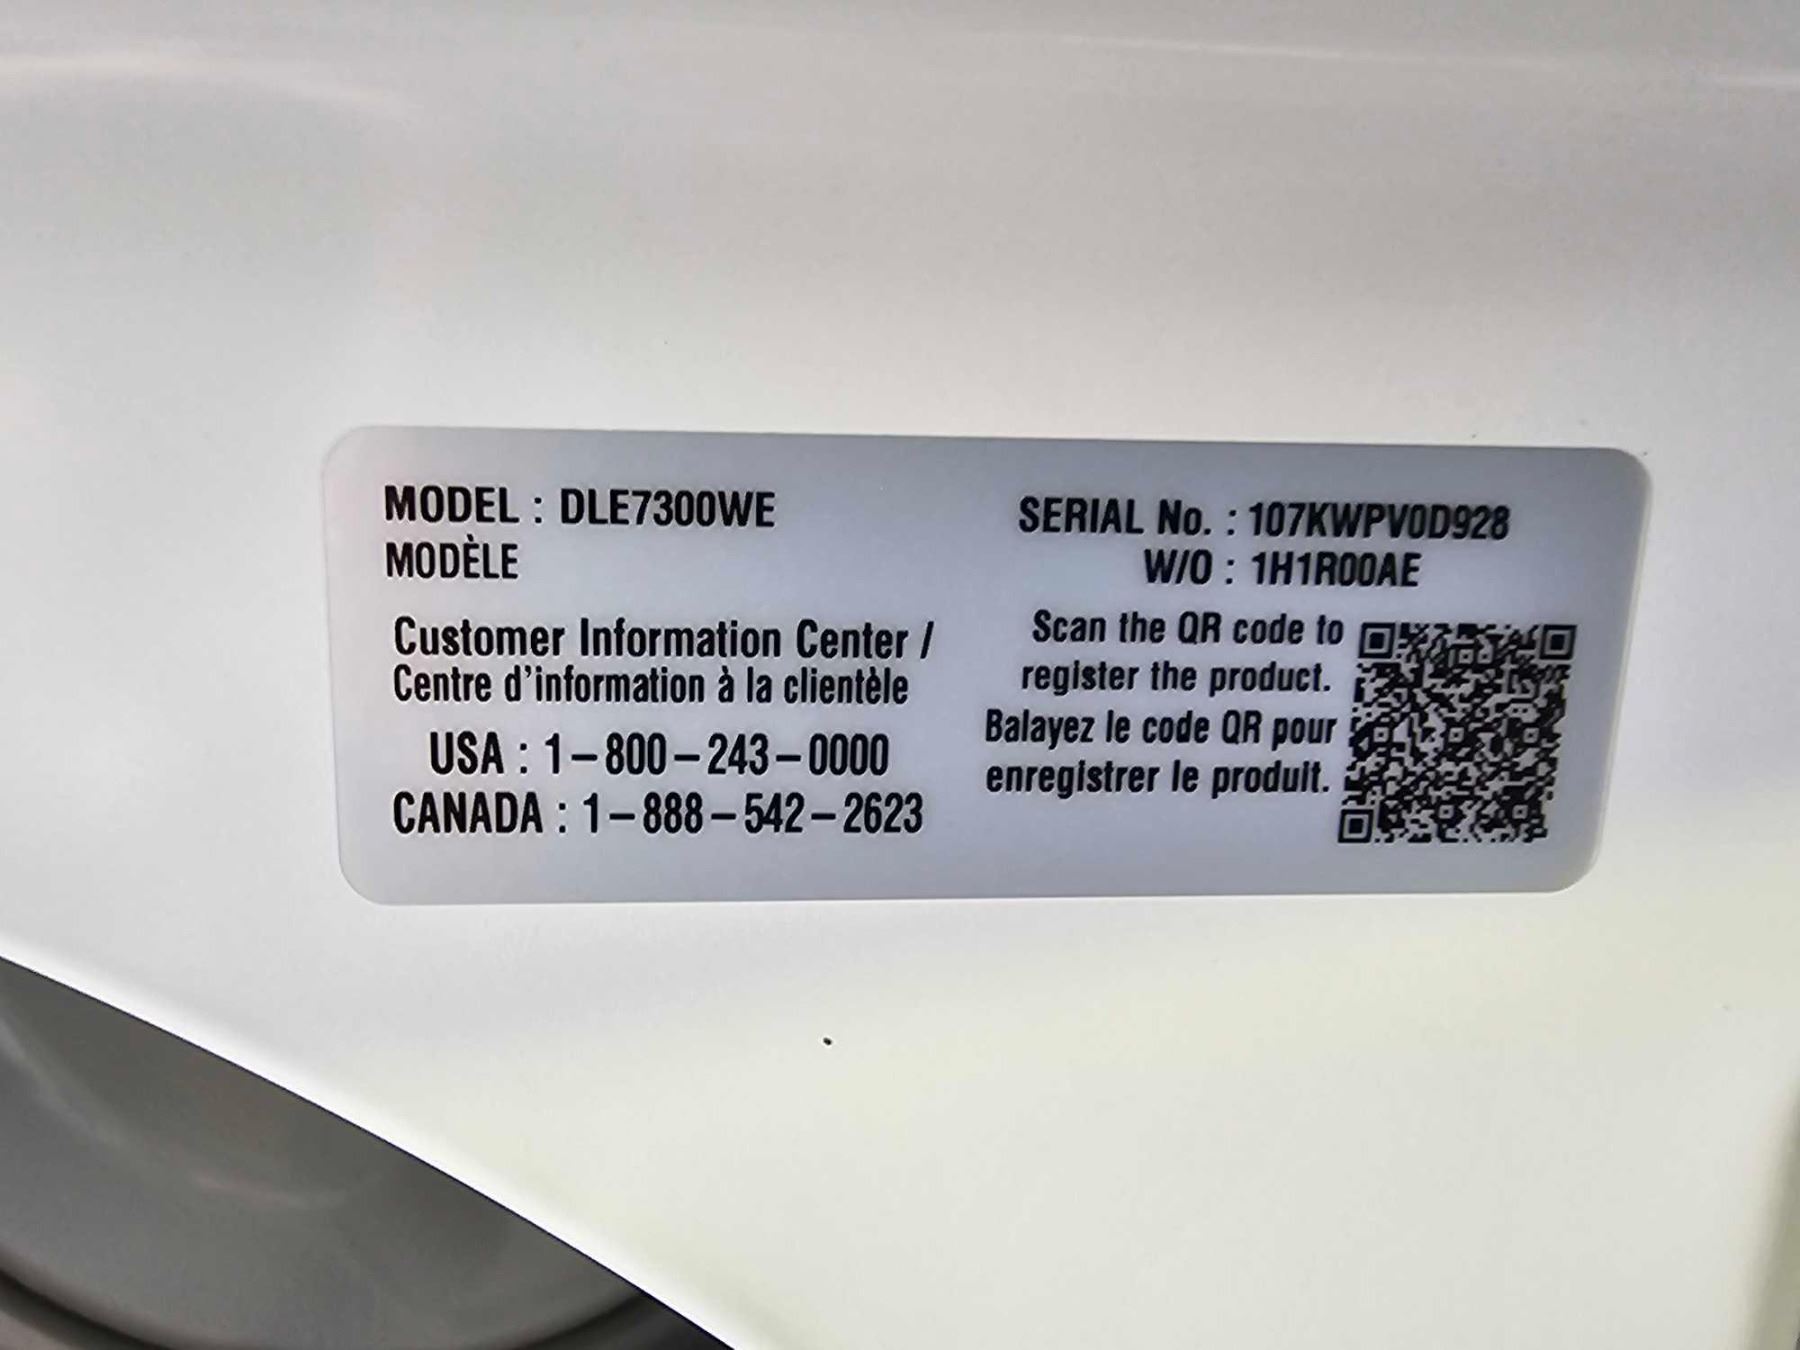 MODEL : DLE7300WE
MODÈLE
SERIAL No. : 107KWPV0D928
W/O : 1H1R00AE
Customer Information Center /
Centre d'information à la clientèle
USA : 1-800-243-0000
CANADA : 1-888-542-2623
Scan the QR code to
register the product.
Balayez le code QR pour
enregistrer le produit.